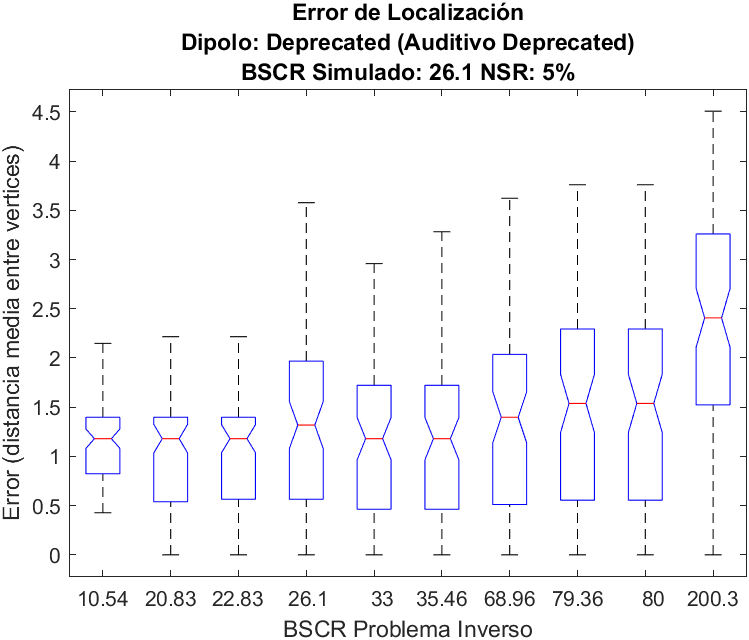 Error de Localización
Dipolo: Deprecated (Auditivo Deprecated)
BSCR Simulado: 26.1 NSR: 5%
Error (distancia media entre vertices)
4.5
4
3.5
3
2.5
2
1.5
1
0.5
0
10.54 20.83 22.83 26.1 33 35.46 68.96 79.36 80 200.3
BSCR Problema Inverso